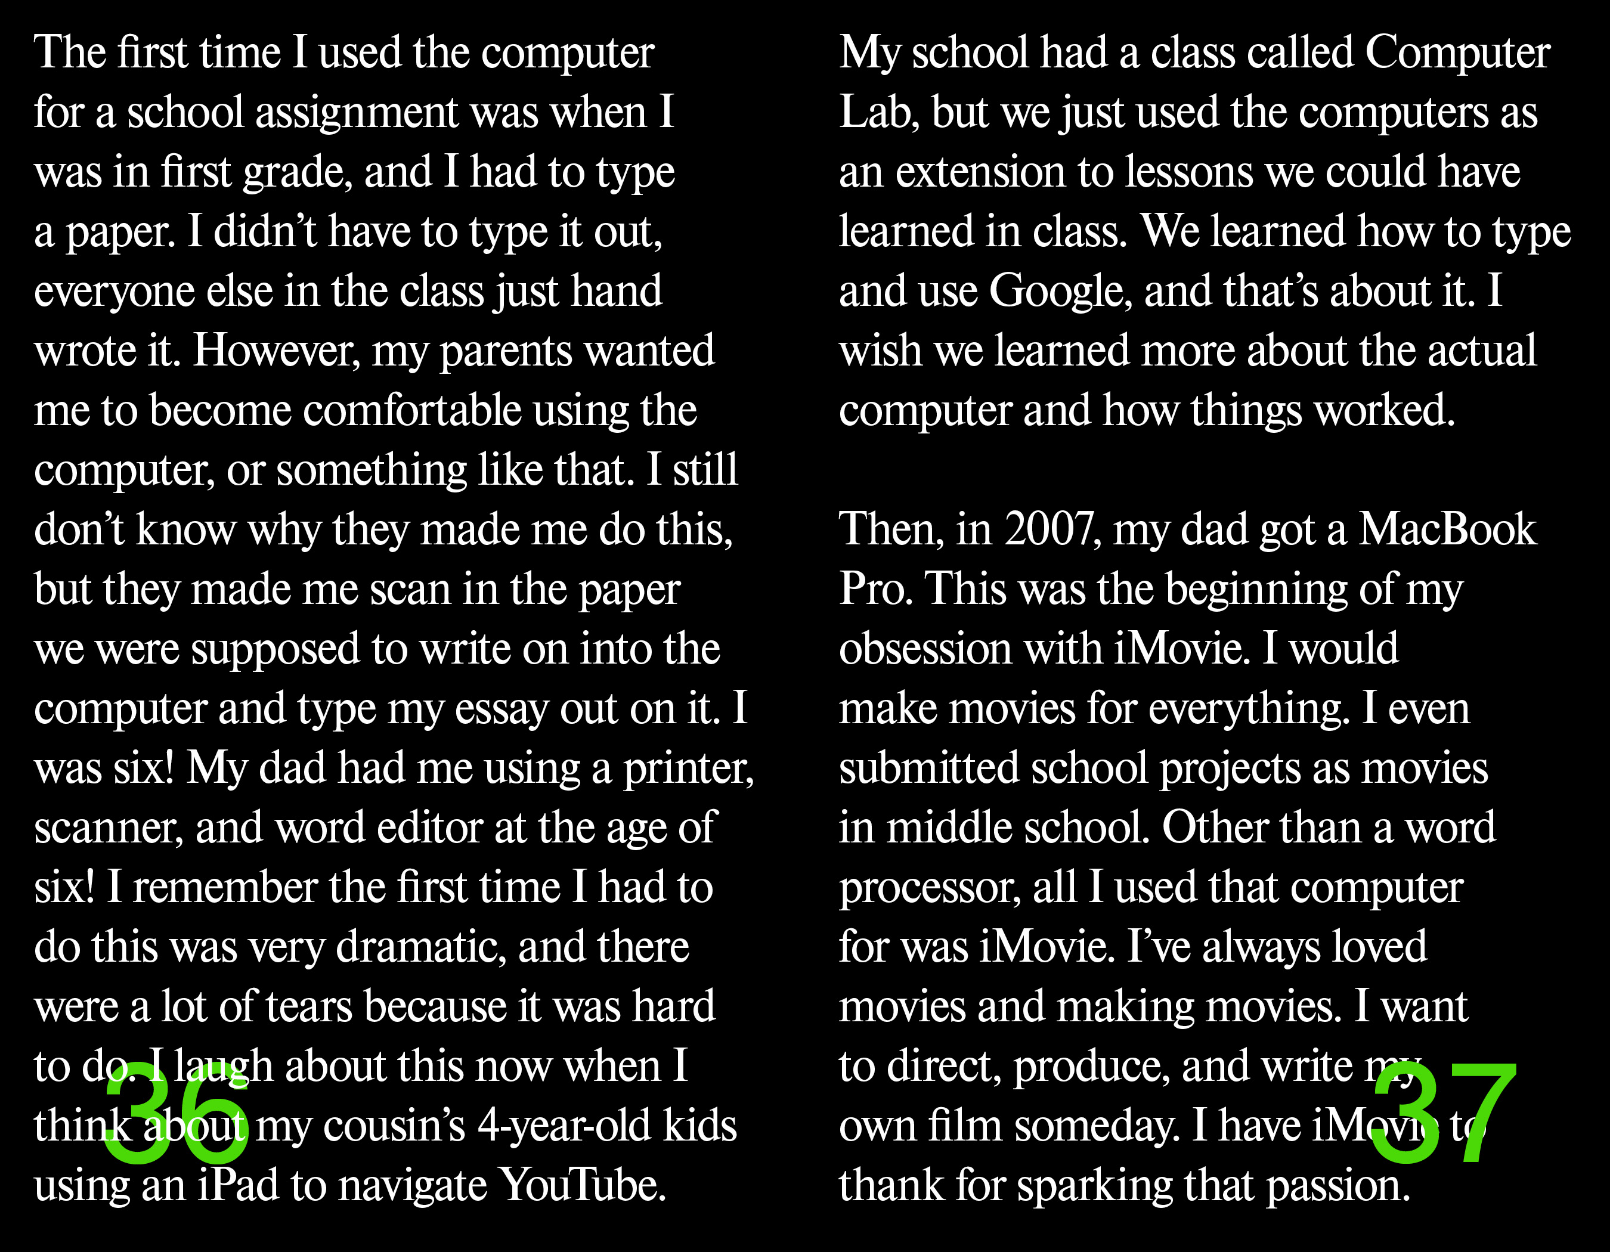 The first time I used the computer
for a school assignment was when I
was in first grade, and I had to type
a paper. I didn’t have to type it out,
everyone else in the class just hand
wrote it. However, my parents wanted
me to become comfortable using the
computer, or something like that. I still
don’t know why they made me do this,
but they made me scan in the paper
we were supposed to write on into the
computer and type my essay out on it. I
was six! My dad had me using a printer,
scanner, and word editor at the age of
six! I remember the first time I had to
do this was very dramatic, and there
were a lot of tears because it was hard
to do. I laugh about this now when I
think about my cousin’s 4-year-old kids
using an iPad to navigate YouTube.
36
My school had a class called Computer
Lab, but we just used the computers as
an extension to lessons we could have
learned in class. We learned how to type
and use Google, and that’s about it. I
wish we learned more about the actual
computer and how things worked.
Then, in 2007, my dad got a MacBook
Pro. This was the beginning of my
obsession with iMovie. I would
make movies for everything. I even
submitted school projects as movies
in middle school. Other than a word
processor, all I used that computer
for was iMovie. I’ve always loved
movies and making movies. I want
to direct, produce, and write my
own film someday. I have iMovie to
thank for sparking that passion.
37